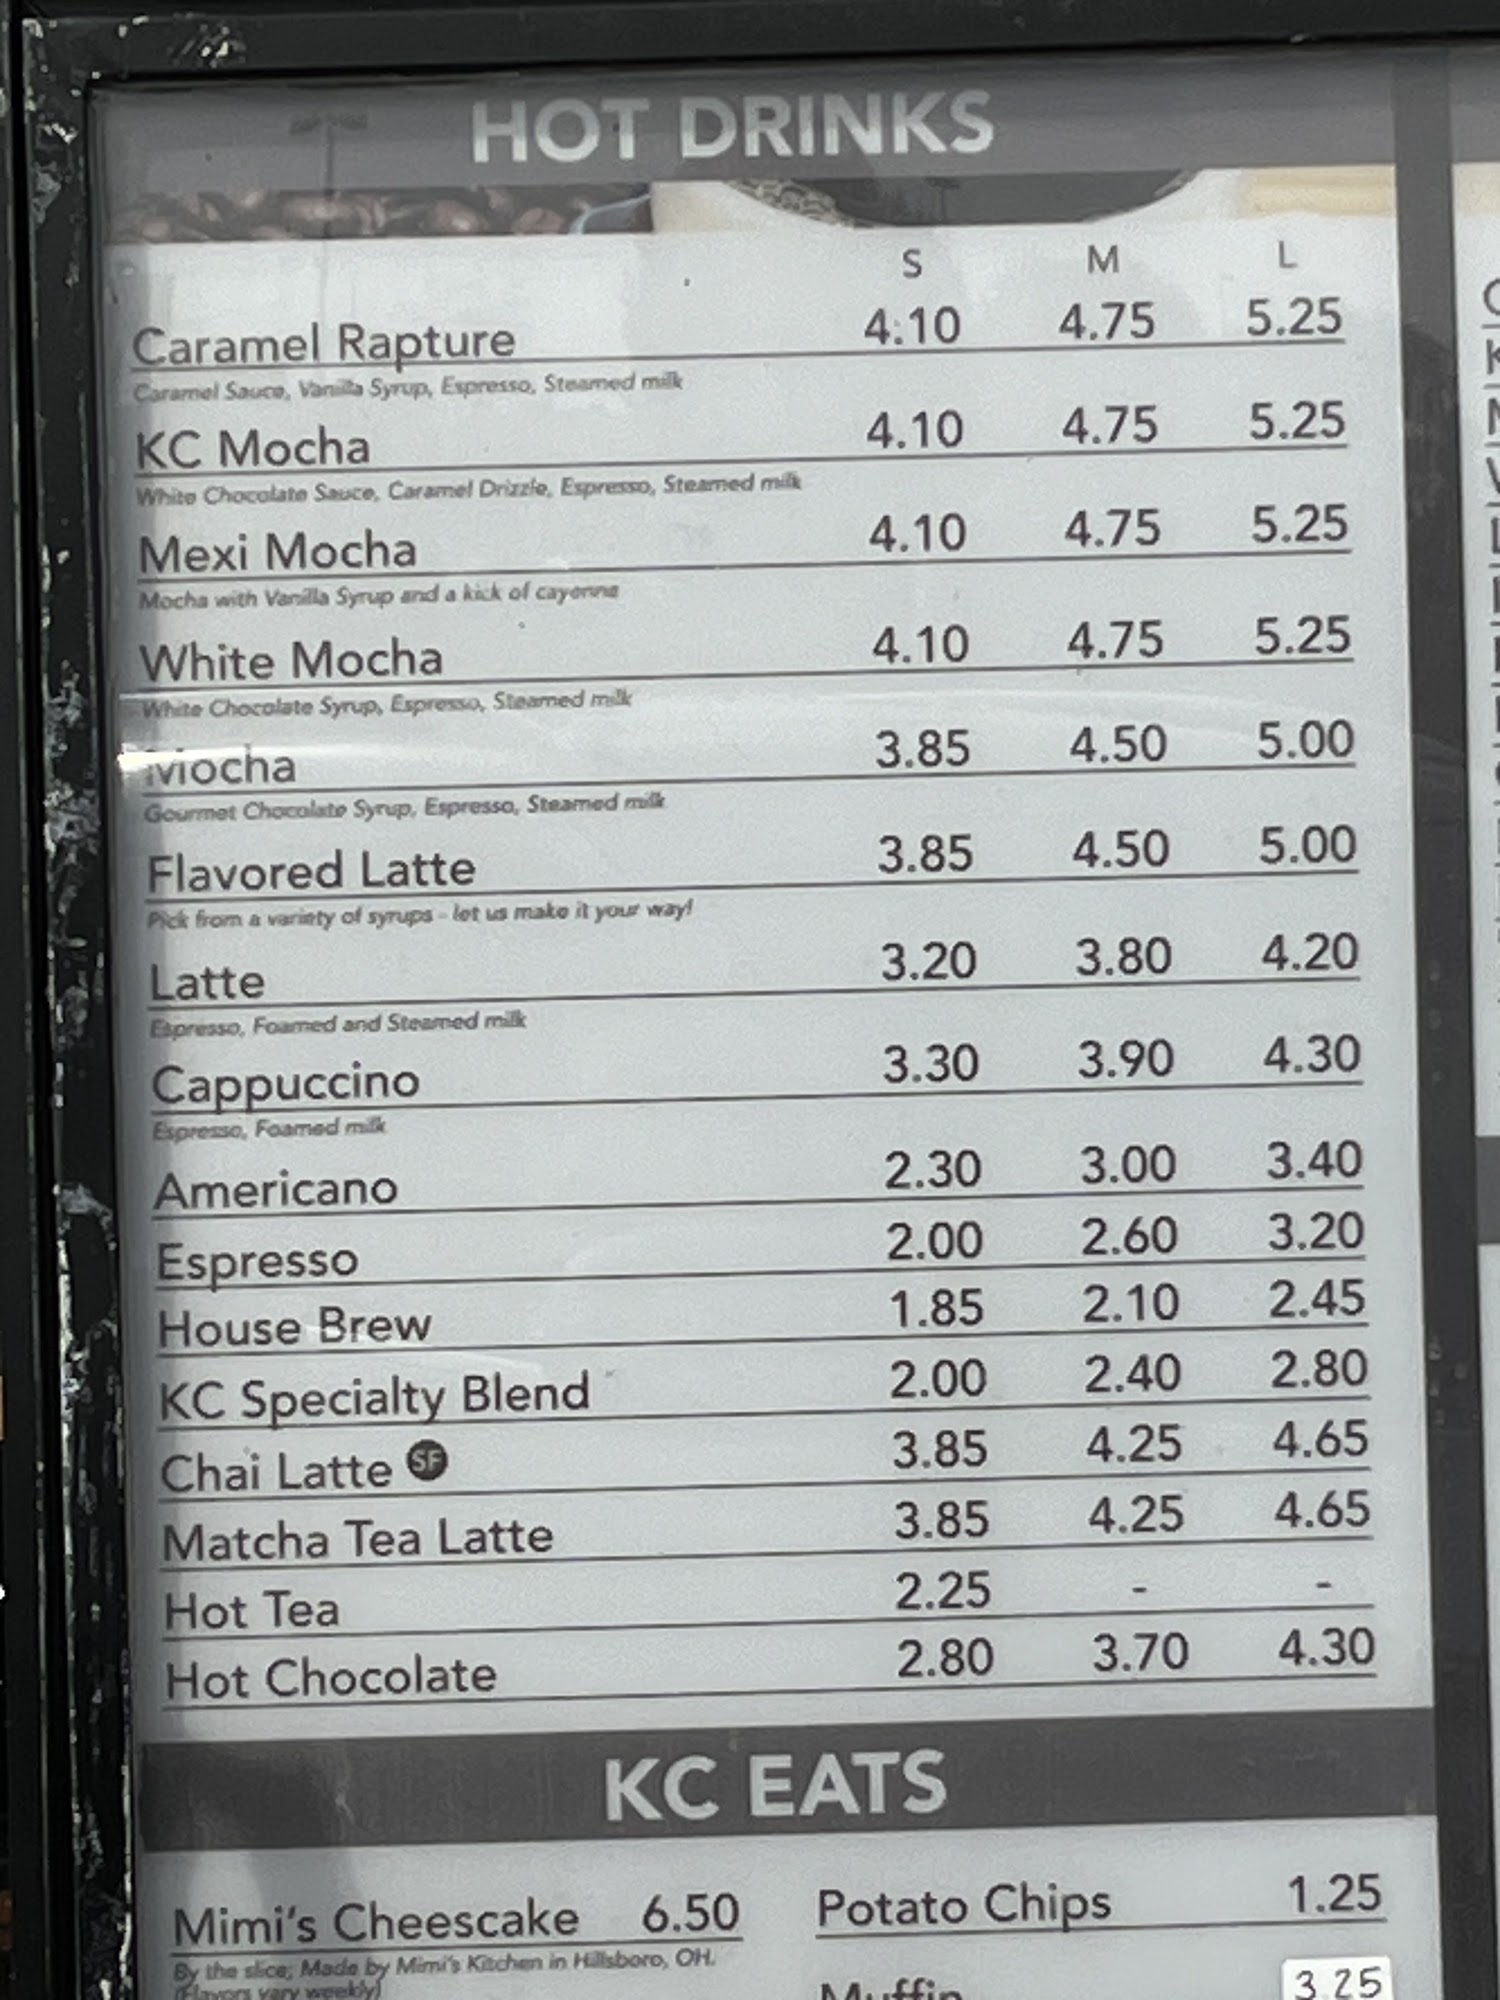 HOT DRINKS
S M L
Caramel Rapture 4.10 4.75 5.25
Caramel Sauce, Vanilla Syrup, Espresso, Steamed milk
KC Mocha 4.10 4.75 5.25
White Chocolate Sauce, Caramel Drizzle, Espresso, Steamed milk
Mexi Mocha 4.10 4.75 5.25
Mocha with Vanilla Syrup and a kick of cayenne
White Mocha 4.10 4.75 5.25
White Chocolate Syrup, Espresso, Steamed milk
Mocha 3.85 4.50 5.00
Gourmet Chocolate Syrup, Espresso, Steamed milk
Flavored Latte 3.85 4.50 5.00
Pick from a variety of syrups - let us make it your way!
Latte 3.20 3.80 4.20
Espresso, Foamed and Steamed milk
Cappuccino 3.30 3.90 4.30
Espresso, Foamed milk
Americano 2.30 3.00 3.40
Espresso 2.00 2.60 3.20
House Brew 1.85 2.10 2.45
KC Specialty Blend 2.00 2.40 2.80
Chai Latte SF 3.85 4.25 4.65
Matcha Tea Latte 3.85 4.25 4.65
Hot Tea 2.25 - -
Hot Chocolate 2.80 3.70 4.30
KC EATS
Mimi's Cheescake 6.50 Potato Chips 1.25
By the slice; Made by Mimi's Kitchen in Hillsboro, OH.
(Flavors vary weekly)
Muffin 3.25